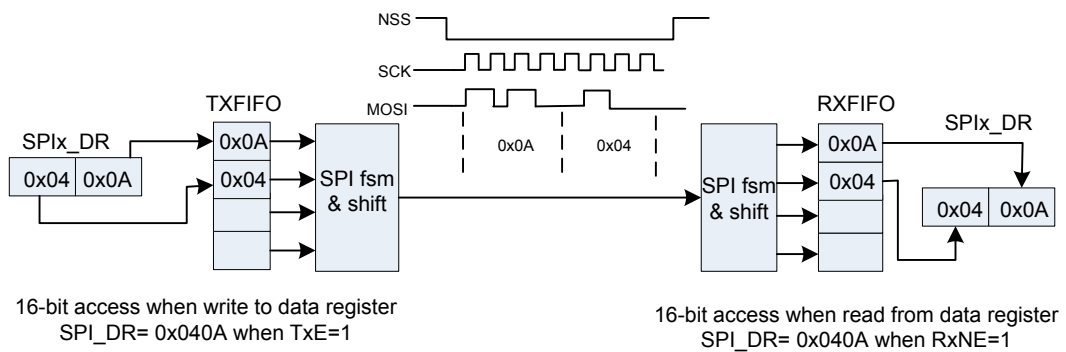 NSS
SCK
MOSI
TXFIFO
RXFIFO
SPIx_DR
SPIx_DR
0x04 0x0A
0x0A
0x04
SPI fsm
& shift
0x0A
0x04
SPI fsm
& shift
0x0A
0x04
0x04 0x0A
16-bit access when write to data register
SPI_DR= 0x040A when TxE=1
16-bit access when read from data register
SPI_DR= 0x040A when RxNE=1